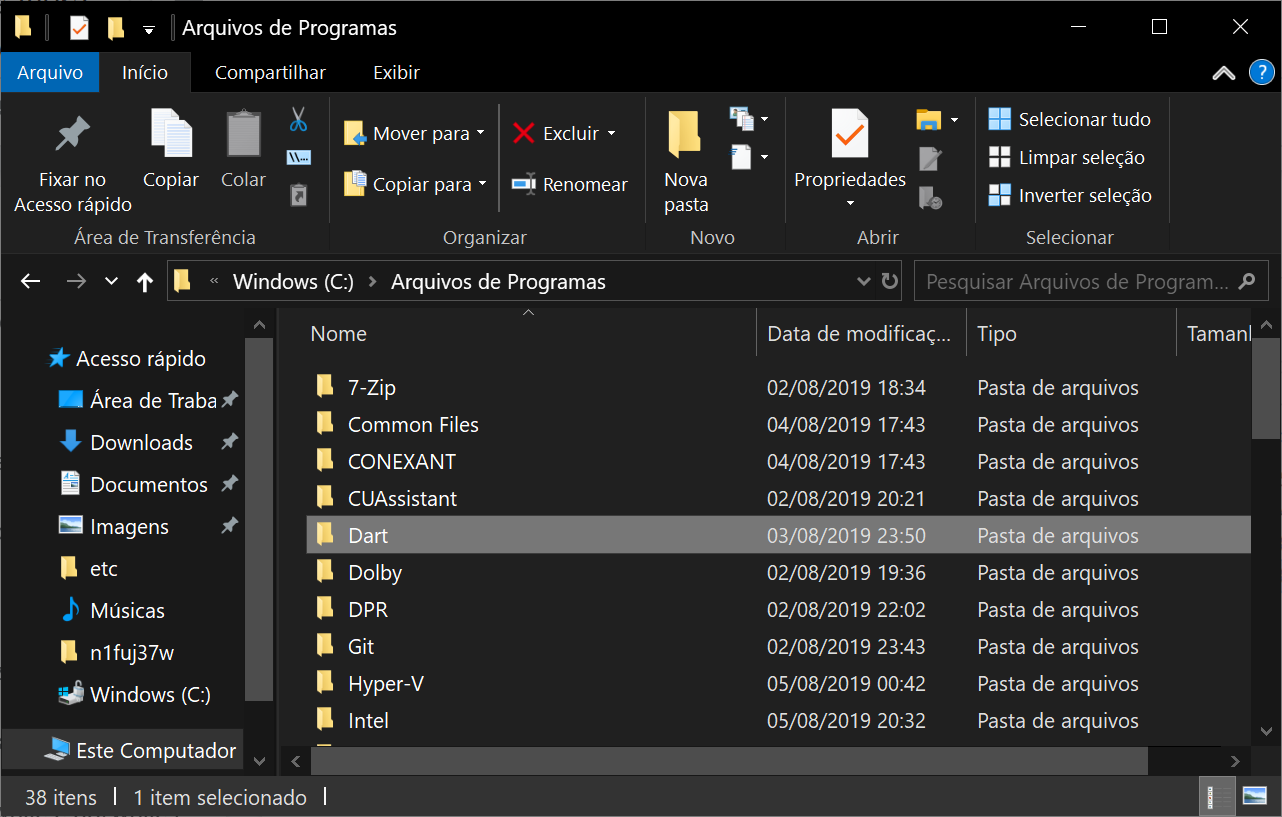 Arquivos de Programas
Arquivo Início Compartilhar Exibir
Fixar no Acesso rápido
Copiar
Colar
Área de Transferência
Mover para
Copiar para
Excluir
Renomear
Organizar
Nova pasta
Novo
Propriedades
Abrir
Selecionar tudo
Limpar seleção
Inverter seleção
Selecionar
« Windows (C:) > Arquivos de Programas
Pesquisar Arquivos de Program...
Acesso rápido
Área de Traba
Downloads
Documentos
Imagens
etc
Músicas
n1fuj37w
Windows (C:)
Este Computador
Nome Data de modificaç... Tipo Tamanh
7-Zip 02/08/2019 18:34 Pasta de arquivos
Common Files 04/08/2019 17:43 Pasta de arquivos
CONEXANT 04/08/2019 17:43 Pasta de arquivos
CUAssistant 02/08/2019 20:21 Pasta de arquivos
Dart 03/08/2019 23:50 Pasta de arquivos
Dolby 02/08/2019 19:36 Pasta de arquivos
DPR 02/08/2019 22:02 Pasta de arquivos
Git 02/08/2019 23:43 Pasta de arquivos
Hyper-V 05/08/2019 00:42 Pasta de arquivos
Intel 05/08/2019 20:32 Pasta de arquivos
38 itens 1 item selecionado